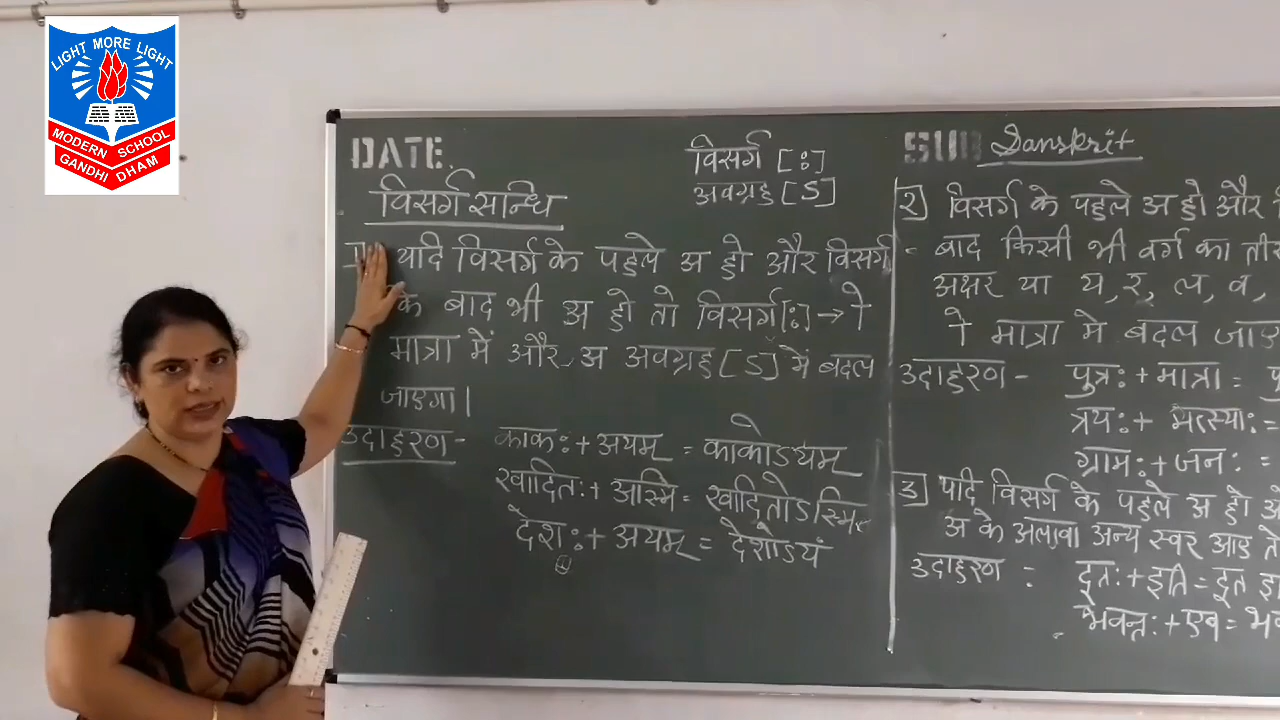 LIGHT MORE LIGHT
MODERN SCHOOL
GANDHI DHAM
DATE.
विसर्ग [ः]
अवग्रह [ऽ]
विसर्ग सन्धि
यदि विसर्ग के पहले अ हो और विसर्ग
के बाद भी अ हो तो विसर्ग[ः] → ो
मात्रा में और अ अवग्रह [ऽ] में बदल
जाएगा।
उदाहरण - काकः + अयम् = काकोऽयम्
खादितः + अस्मि = खादितोऽस्मि
देशः + अयम् = देशोऽयं
SUB Sanskrit
२] विसर्ग के पहले अ हो और
बाद किसी भी वर्ग का
अक्षर या य, र, ल, व,
ो मात्रा मे बदल
उदाहरण - पुत्रः + मात्रा =
त्रयः + मत्स्याः =
ग्रामः + जनः =
३] यदि विसर्ग के पहले अ हो
अ के अलावा अन्य स्वर आए तो
उदाहरण : दूतः + इति = दूत
भवन्तः + एव =